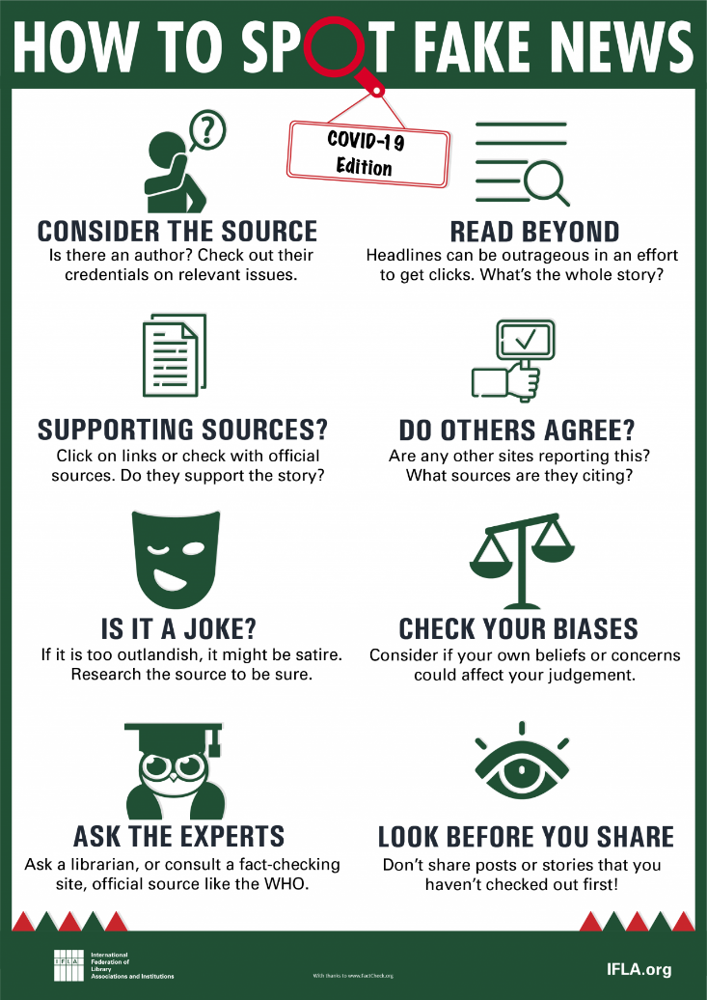 HOW TO SPOT FAKE NEWS
COVID-19
Edition
?
CONSIDER THE SOURCE
Is there an author? Check out their
credentials on relevant issues.
READ BEYOND
Headlines can be outrageous in an effort
to get clicks. What's the whole story?
SUPPORTING SOURCES?
Click on links or check with official
sources. Do they support the story?
DO OTHERS AGREE?
Are any other sites reporting this?
What sources are they citing?
IS IT A JOKE?
If it is too outlandish, it might be satire.
Research the source to be sure.
CHECK YOUR BIASES
Consider if your own beliefs or concerns
could affect your judgement.
ASK THE EXPERTS
Ask a librarian, or consult a fact-checking
site, official source like the WHO.
LOOK BEFORE YOU SHARE
Don't share posts or stories that you
haven't checked out first!
IFLA
International
Federation of
Library
Associations and Institutions
With thanks to www.FactCheck.org
IFLA.org